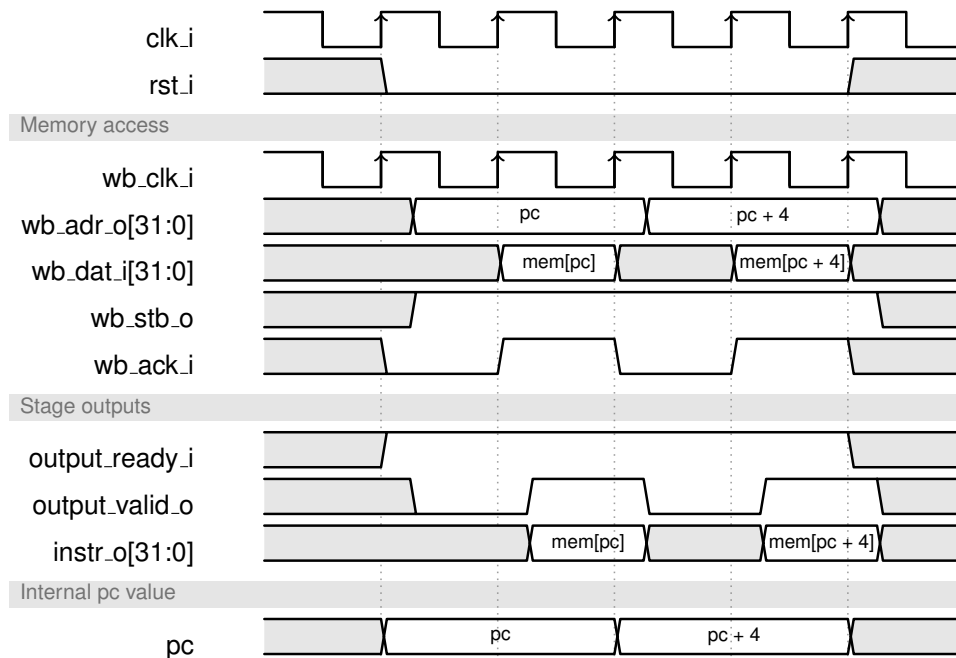 clk_i
rst_i
Memory access
wb_clk_i
wb_adr_o[31:0] pc pc + 4
wb_dat_i[31:0] mem[pc] mem[pc + 4]
wb_stb_o
wb_ack_i
Stage outputs
output_ready_i
output_valid_o
instr_o[31:0] mem[pc] mem[pc + 4]
Internal pc value
pc pc pc + 4